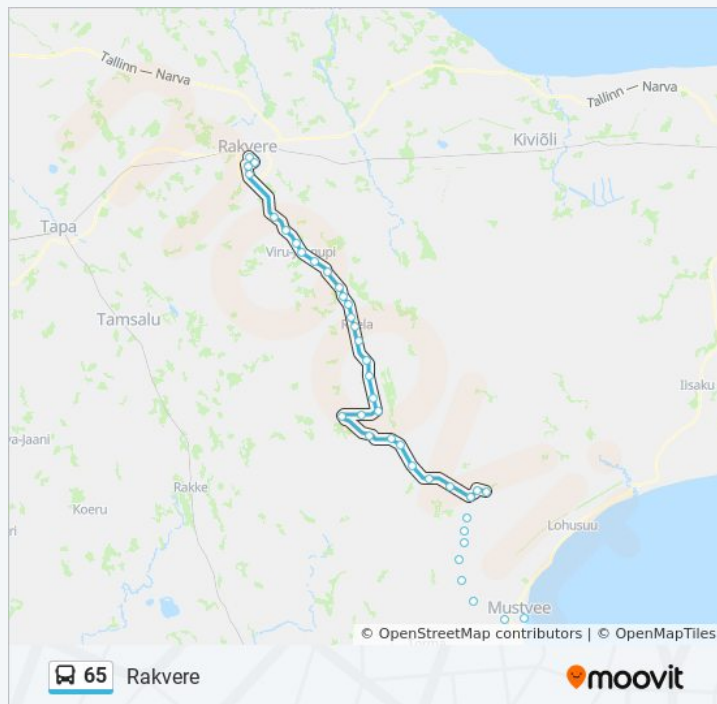 Tallinn — Narva
Tallinn — Narva
Kiviõli
Rakvere
Tapa
Tamsalu
Iisaku
Rakke
Koeru
Lohusuu
Mustvee
© OpenStreetMap contributors | © OpenMapTiles
65 Rakvere
moovit